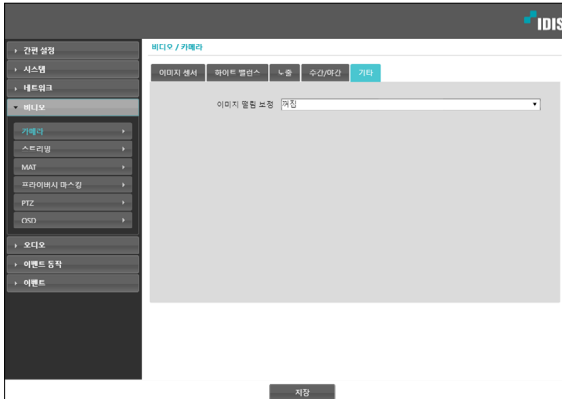 IDIS
간편 설정
시스템
네트워크
비디오
카메라
스트리밍
MAT
프라이버시 마스킹
PTZ
OSD
오디오
이벤트 동작
이벤트
비디오 / 카메라
이미지 센서 화이트 밸런스 노출 주간/야간 기타
이미지 떨림 보정 꺼짐
저장